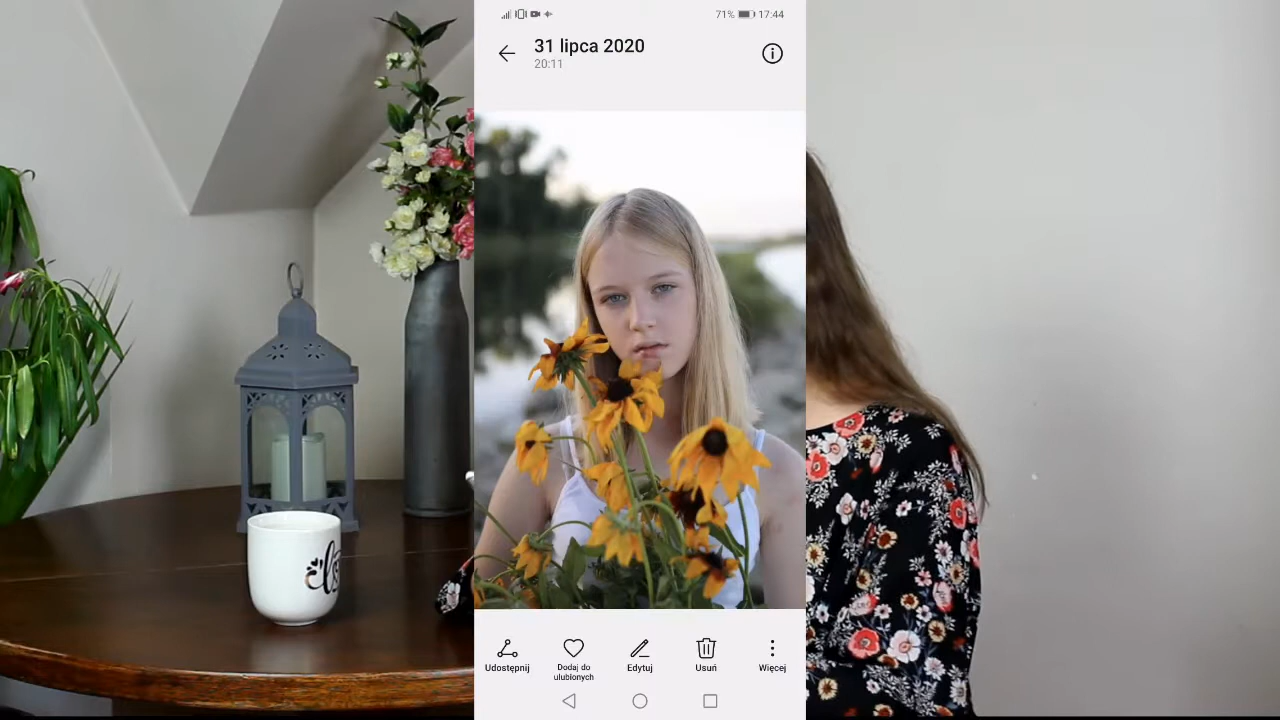 71% 17:44
31 lipca 2020
20:11
Udostępnij
Dodaj do
ulubionych
Edytuj
Usuń
Więcej